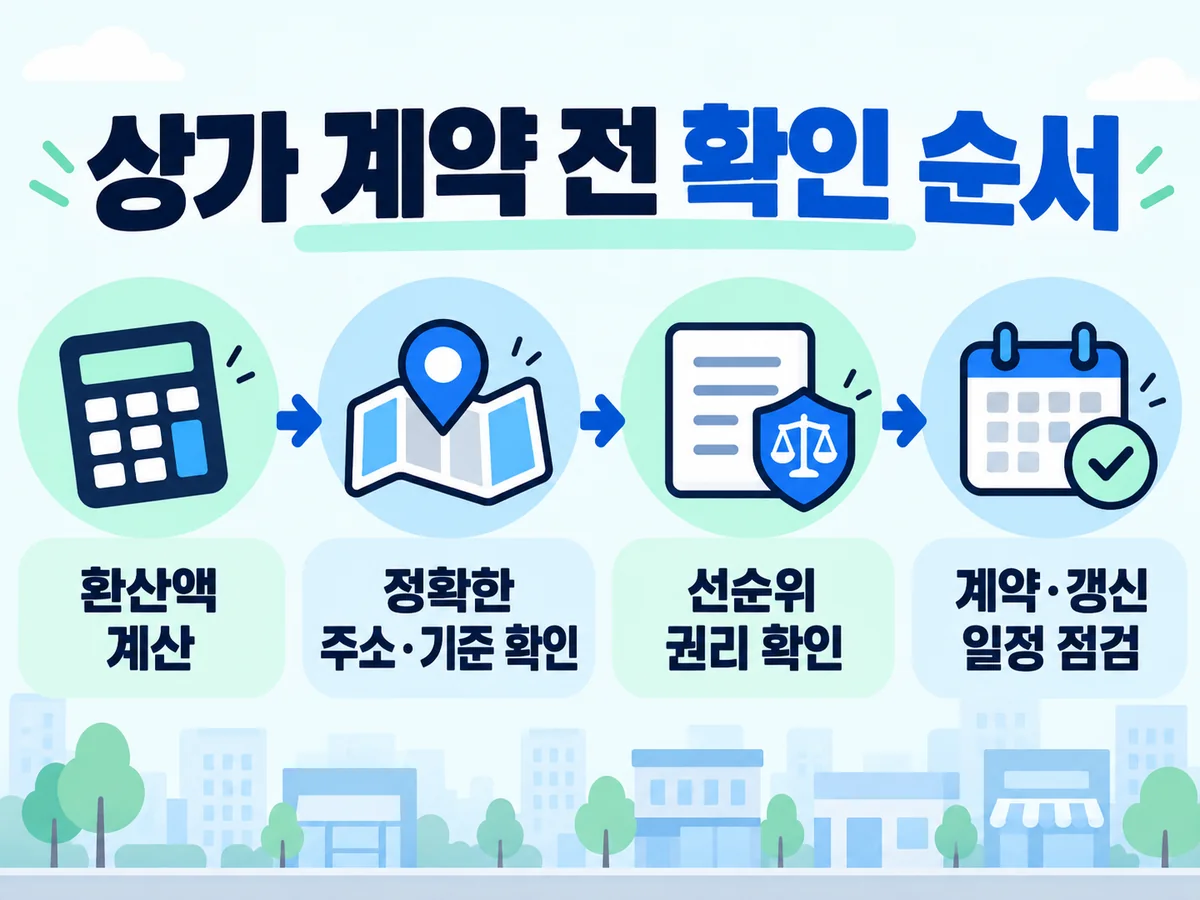 상가 계약 전 확인 순서
환산액
계산
정확한
주소·기준 확인
선순위
권리 확인
계약·갱신
일정 점검